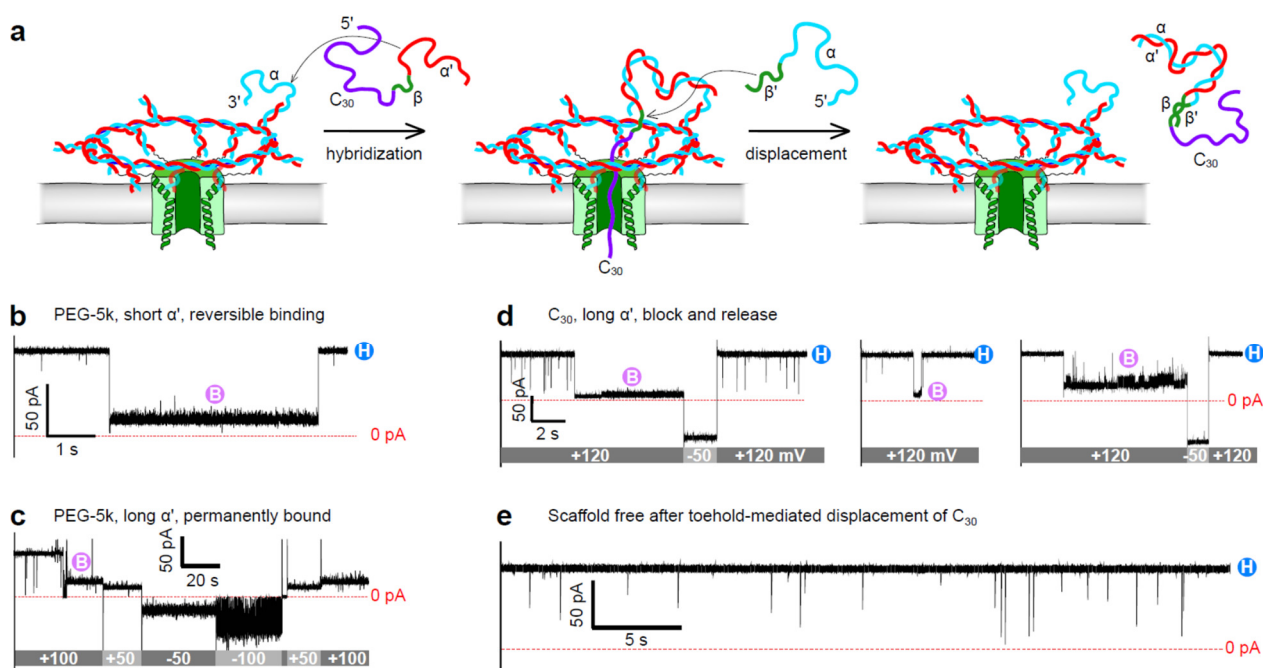 a
5'
α
α'
3'
C30
β
hybridization
α
β'
5'
displacement
C30
α
α'
β
β'
C30
b PEG-5k, short α', reversible binding
H
B
50 pA
1 s
0 pA
c PEG-5k, long α', permanently bound
B
50 pA
20 s
0 pA
+100 +50 -50 -100 +50 +100
d C30, long α', block and release
H
B
50 pA
2 s
+120 -50 +120 mV
H
B
+120 mV
B
H
0 pA
+120 -50 +120
e Scaffold free after toehold-mediated displacement of C30
H
50 pA
5 s
0 pA